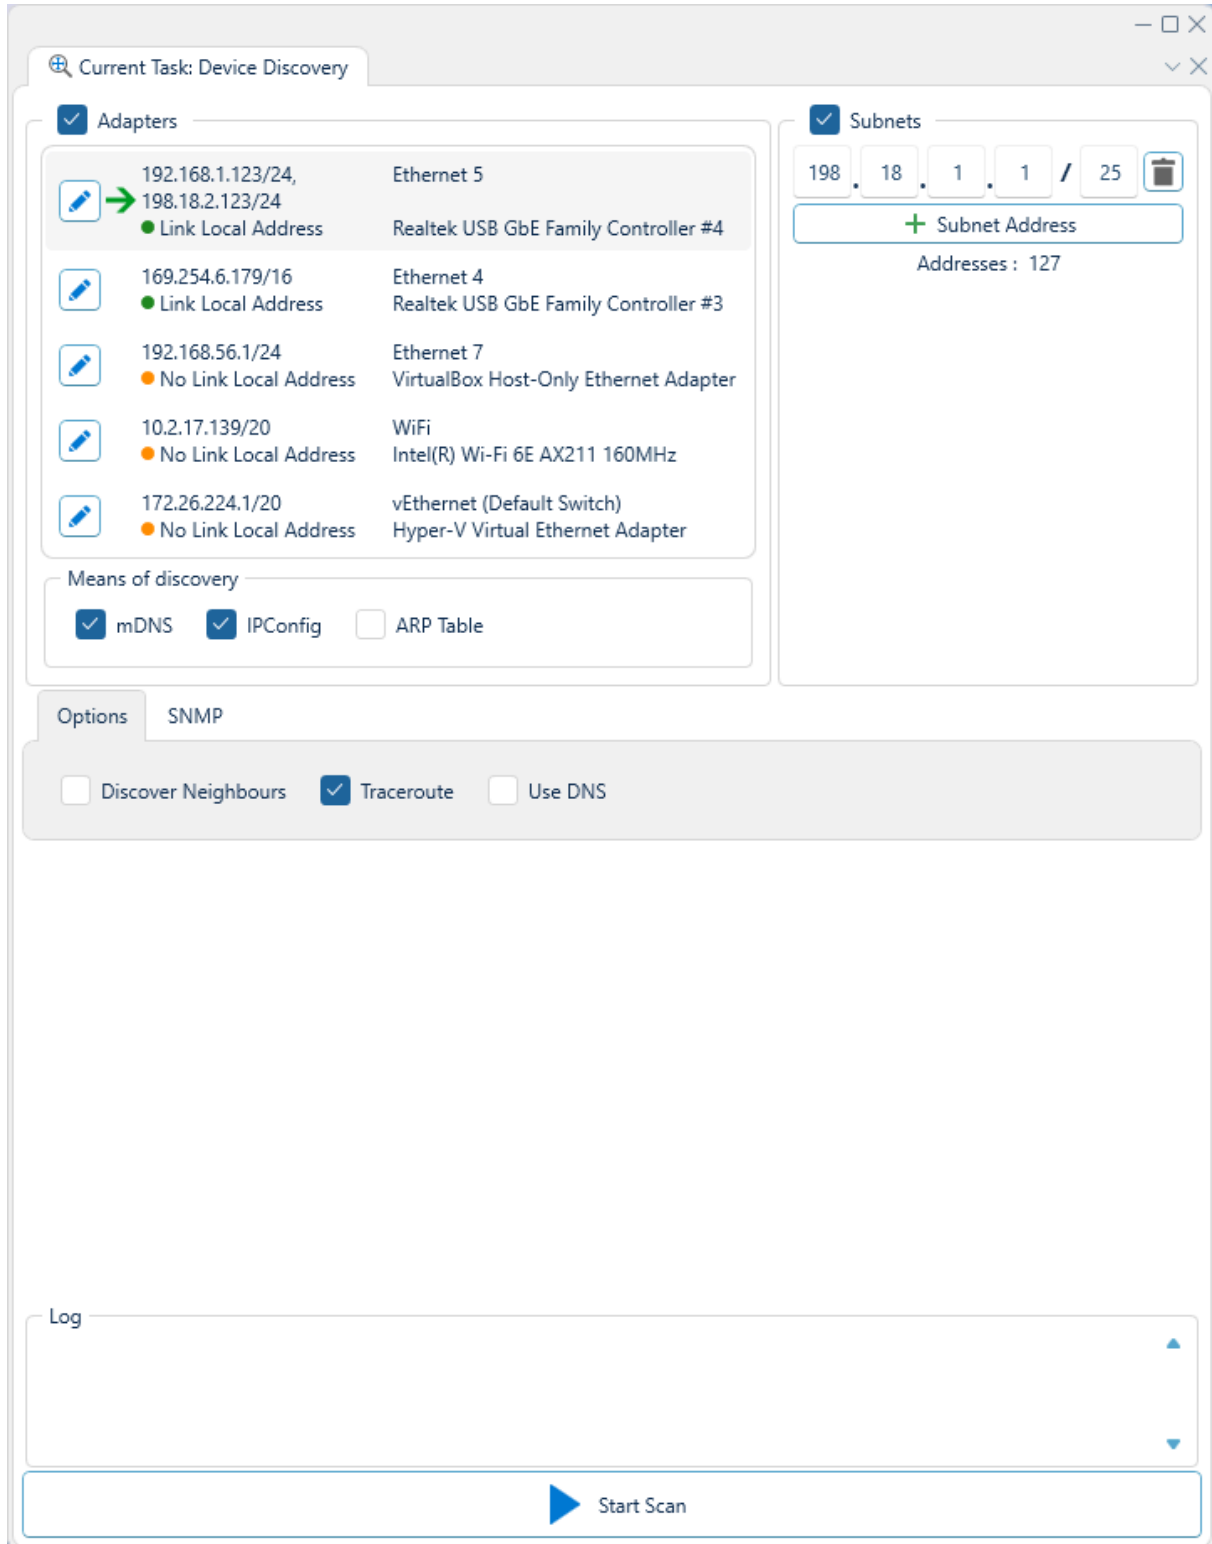 Current Task: Device Discovery
Adapters
192.168.1.123/24,
198.18.2.123/24
Link Local Address
Ethernet 5
Realtek USB GbE Family Controller #4
169.254.6.179/16
Link Local Address
Ethernet 4
Realtek USB GbE Family Controller #3
192.168.56.1/24
No Link Local Address
Ethernet 7
VirtualBox Host-Only Ethernet Adapter
10.2.17.139/20
No Link Local Address
WiFi
Intel(R) Wi-Fi 6E AX211 160MHz
172.26.224.1/20
No Link Local Address
vEthernet (Default Switch)
Hyper-V Virtual Ethernet Adapter
Means of discovery
mDNS IPConfig ARP Table
Subnets
198 . 18 . 1 . 1 / 25
+ Subnet Address
Addresses : 127
Options SNMP
Discover Neighbours Traceroute Use DNS
Log
Start Scan